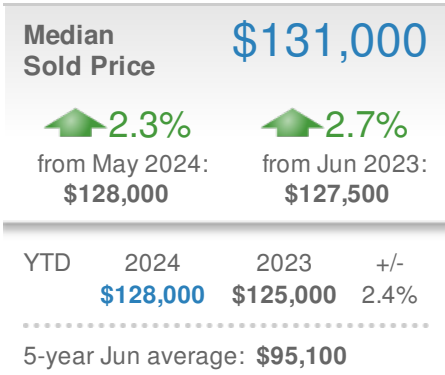 Median
Sold Price
$131,000
2.3%
from May 2024:
$128,000
2.7%
from Jun 2023:
$127,500
YTD 2024 2023 +/-
$128,000 $125,000 2.4%
5-year Jun average: $95,100